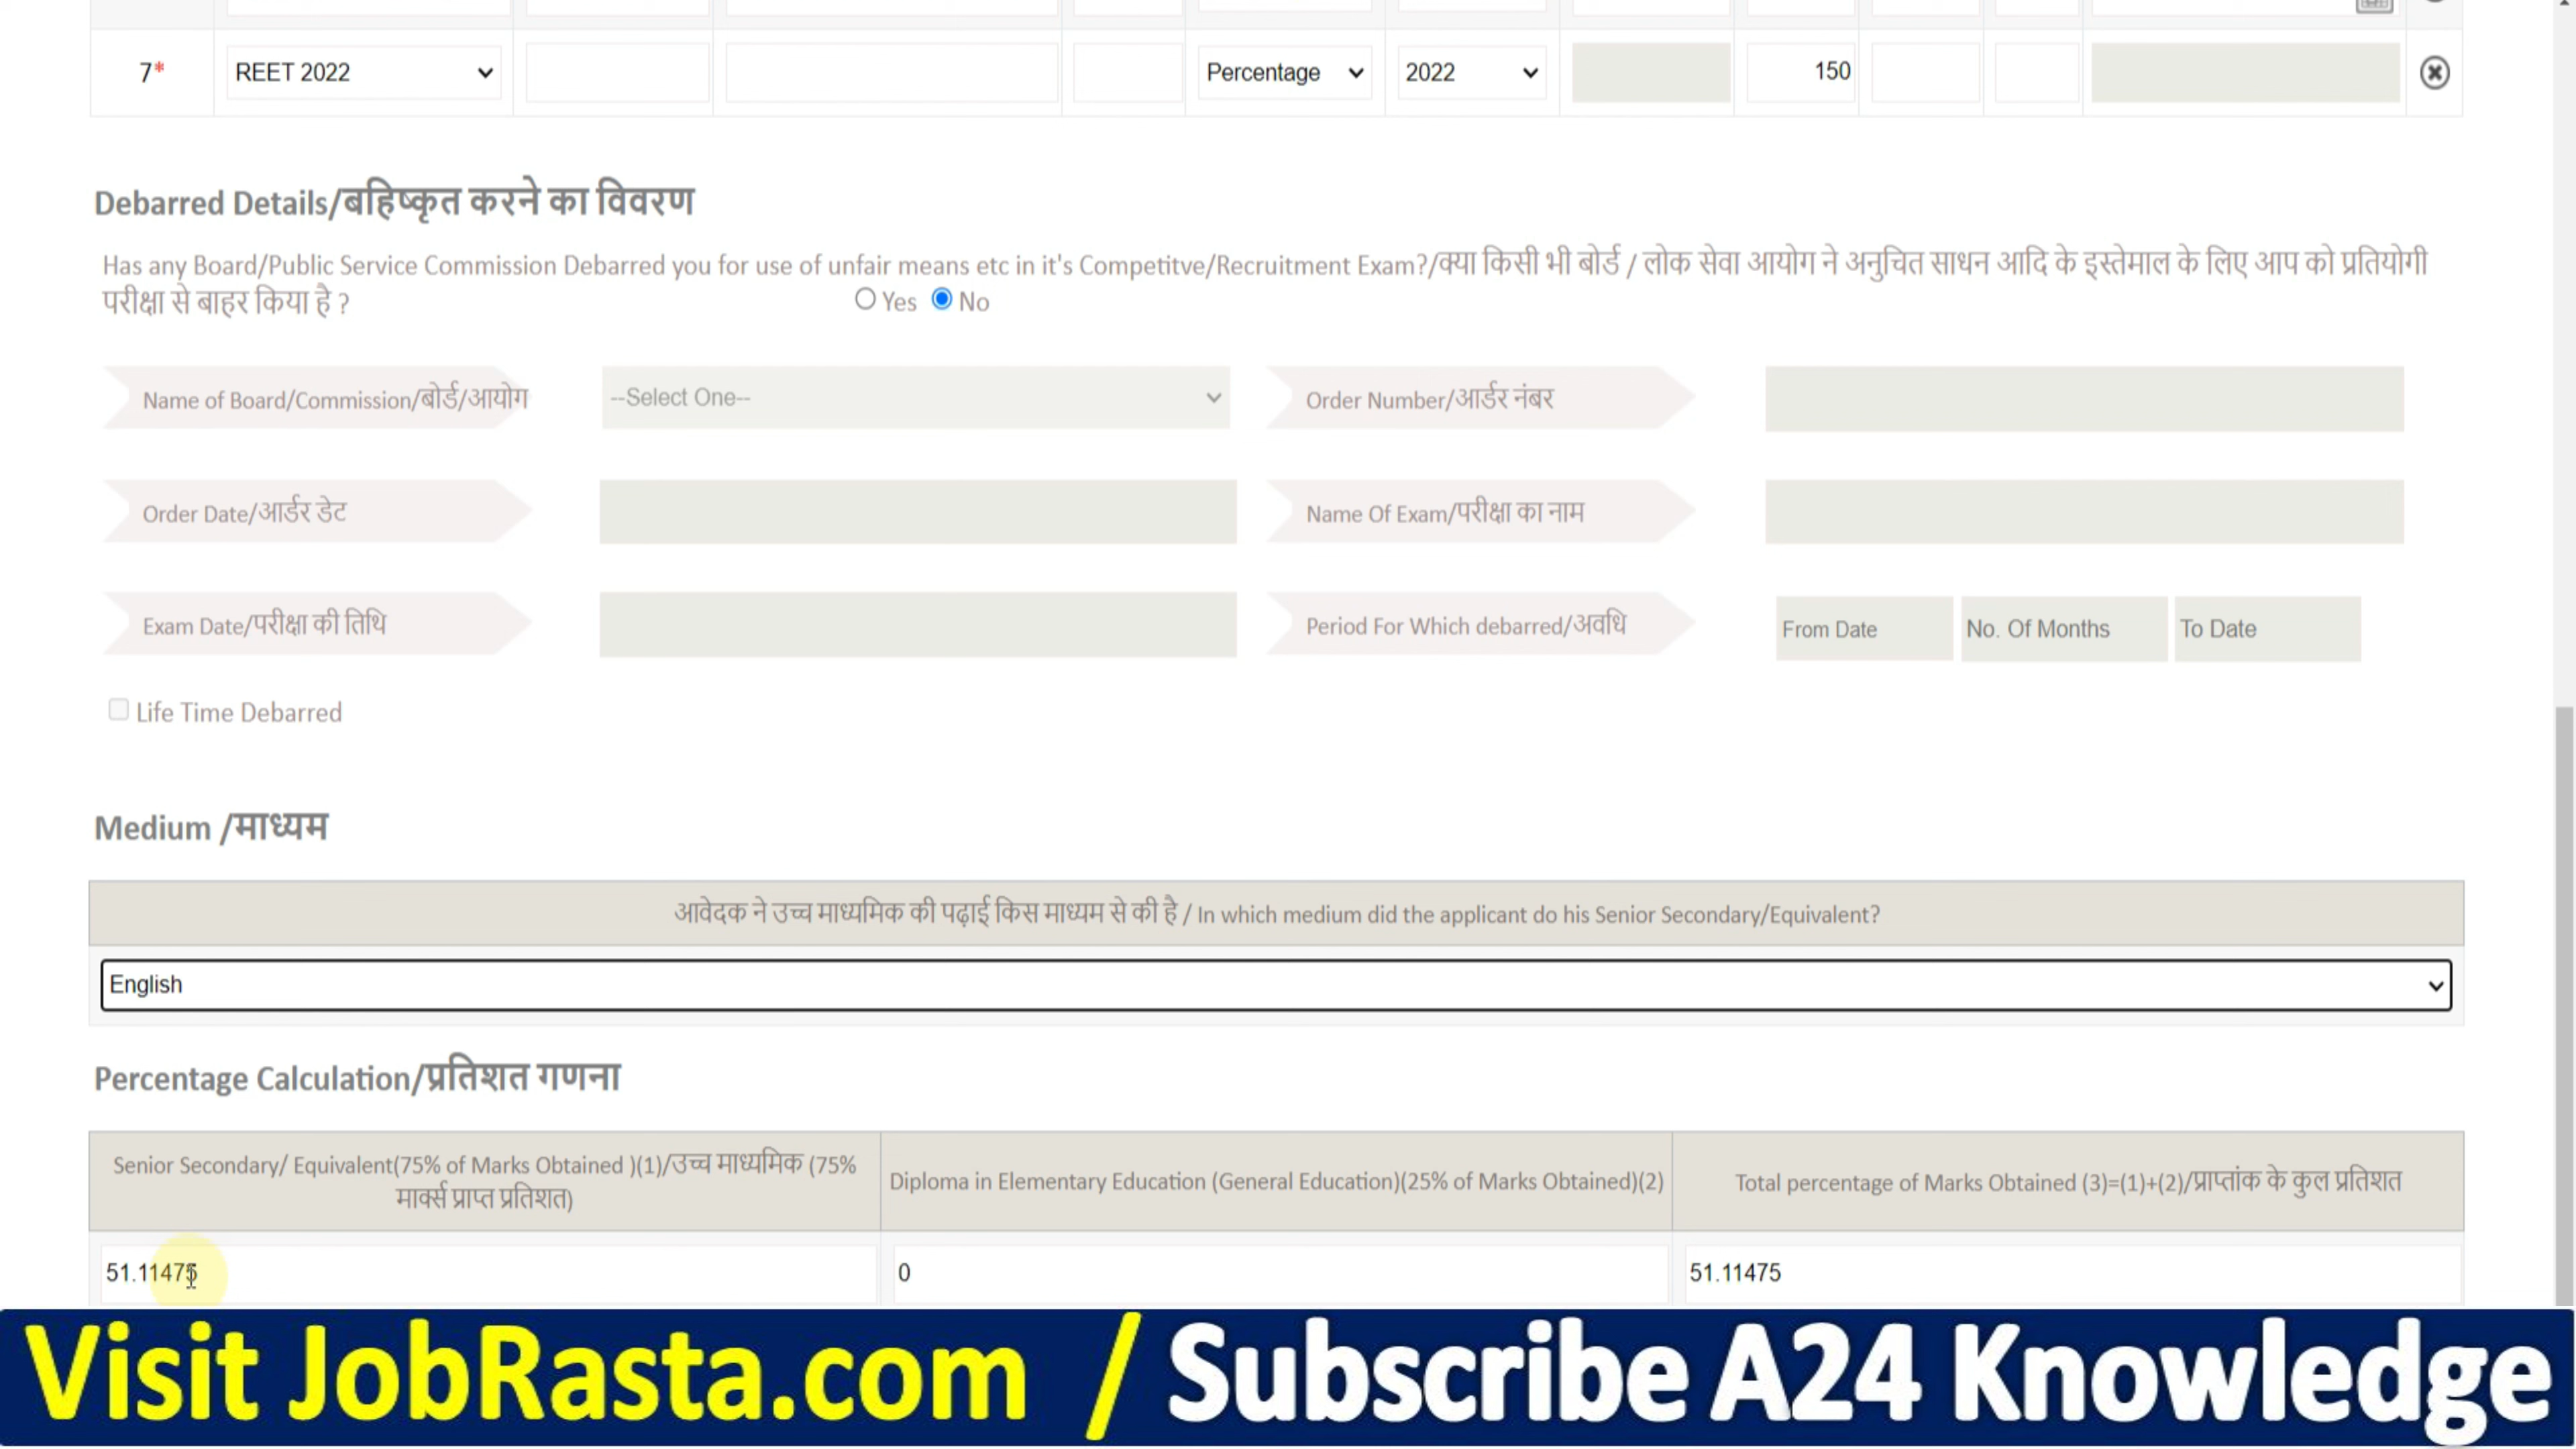 7* REET 2022 Percentage 2022 150
Debarred Details/बहिष्कृत करने का विवरण
Has any Board/Public Service Commission Debarred you for use of unfair means etc in it's Competitve/Recruitment Exam?/क्या किसी भी बोर्ड / लोक सेवा आयोग ने अनुचित साधन आदि के इस्तेमाल के लिए आप को प्रतियोगी
परीक्षा से बाहर किया है ? Yes No
Name of Board/Commission/बोर्ड/आयोग --Select One-- Order Number/आर्डर नंबर
Order Date/आर्डर डेट Name Of Exam/परीक्षा का नाम
Exam Date/परीक्षा की तिथि Period For Which debarred/अवधि From Date No. Of Months To Date
Life Time Debarred
Medium /माध्यम
आवेदक ने उच्च माध्यमिक की पढ़ाई किस माध्यम से की है / In which medium did the applicant do his Senior Secondary/Equivalent?
English
Percentage Calculation/प्रतिशत गणना
Senior Secondary/ Equivalent(75% of Marks Obtained )(1)/उच्च माध्यमिक (75%
मार्क्स प्राप्त प्रतिशत)
Diploma in Elementary Education (General Education)(25% of Marks Obtained)(2)
Total percentage of Marks Obtained (3)=(1)+(2)/प्राप्तांक के कुल प्रतिशत
51.11475 0 51.11475
Visit JobRasta.com / Subscribe A24 Knowledge